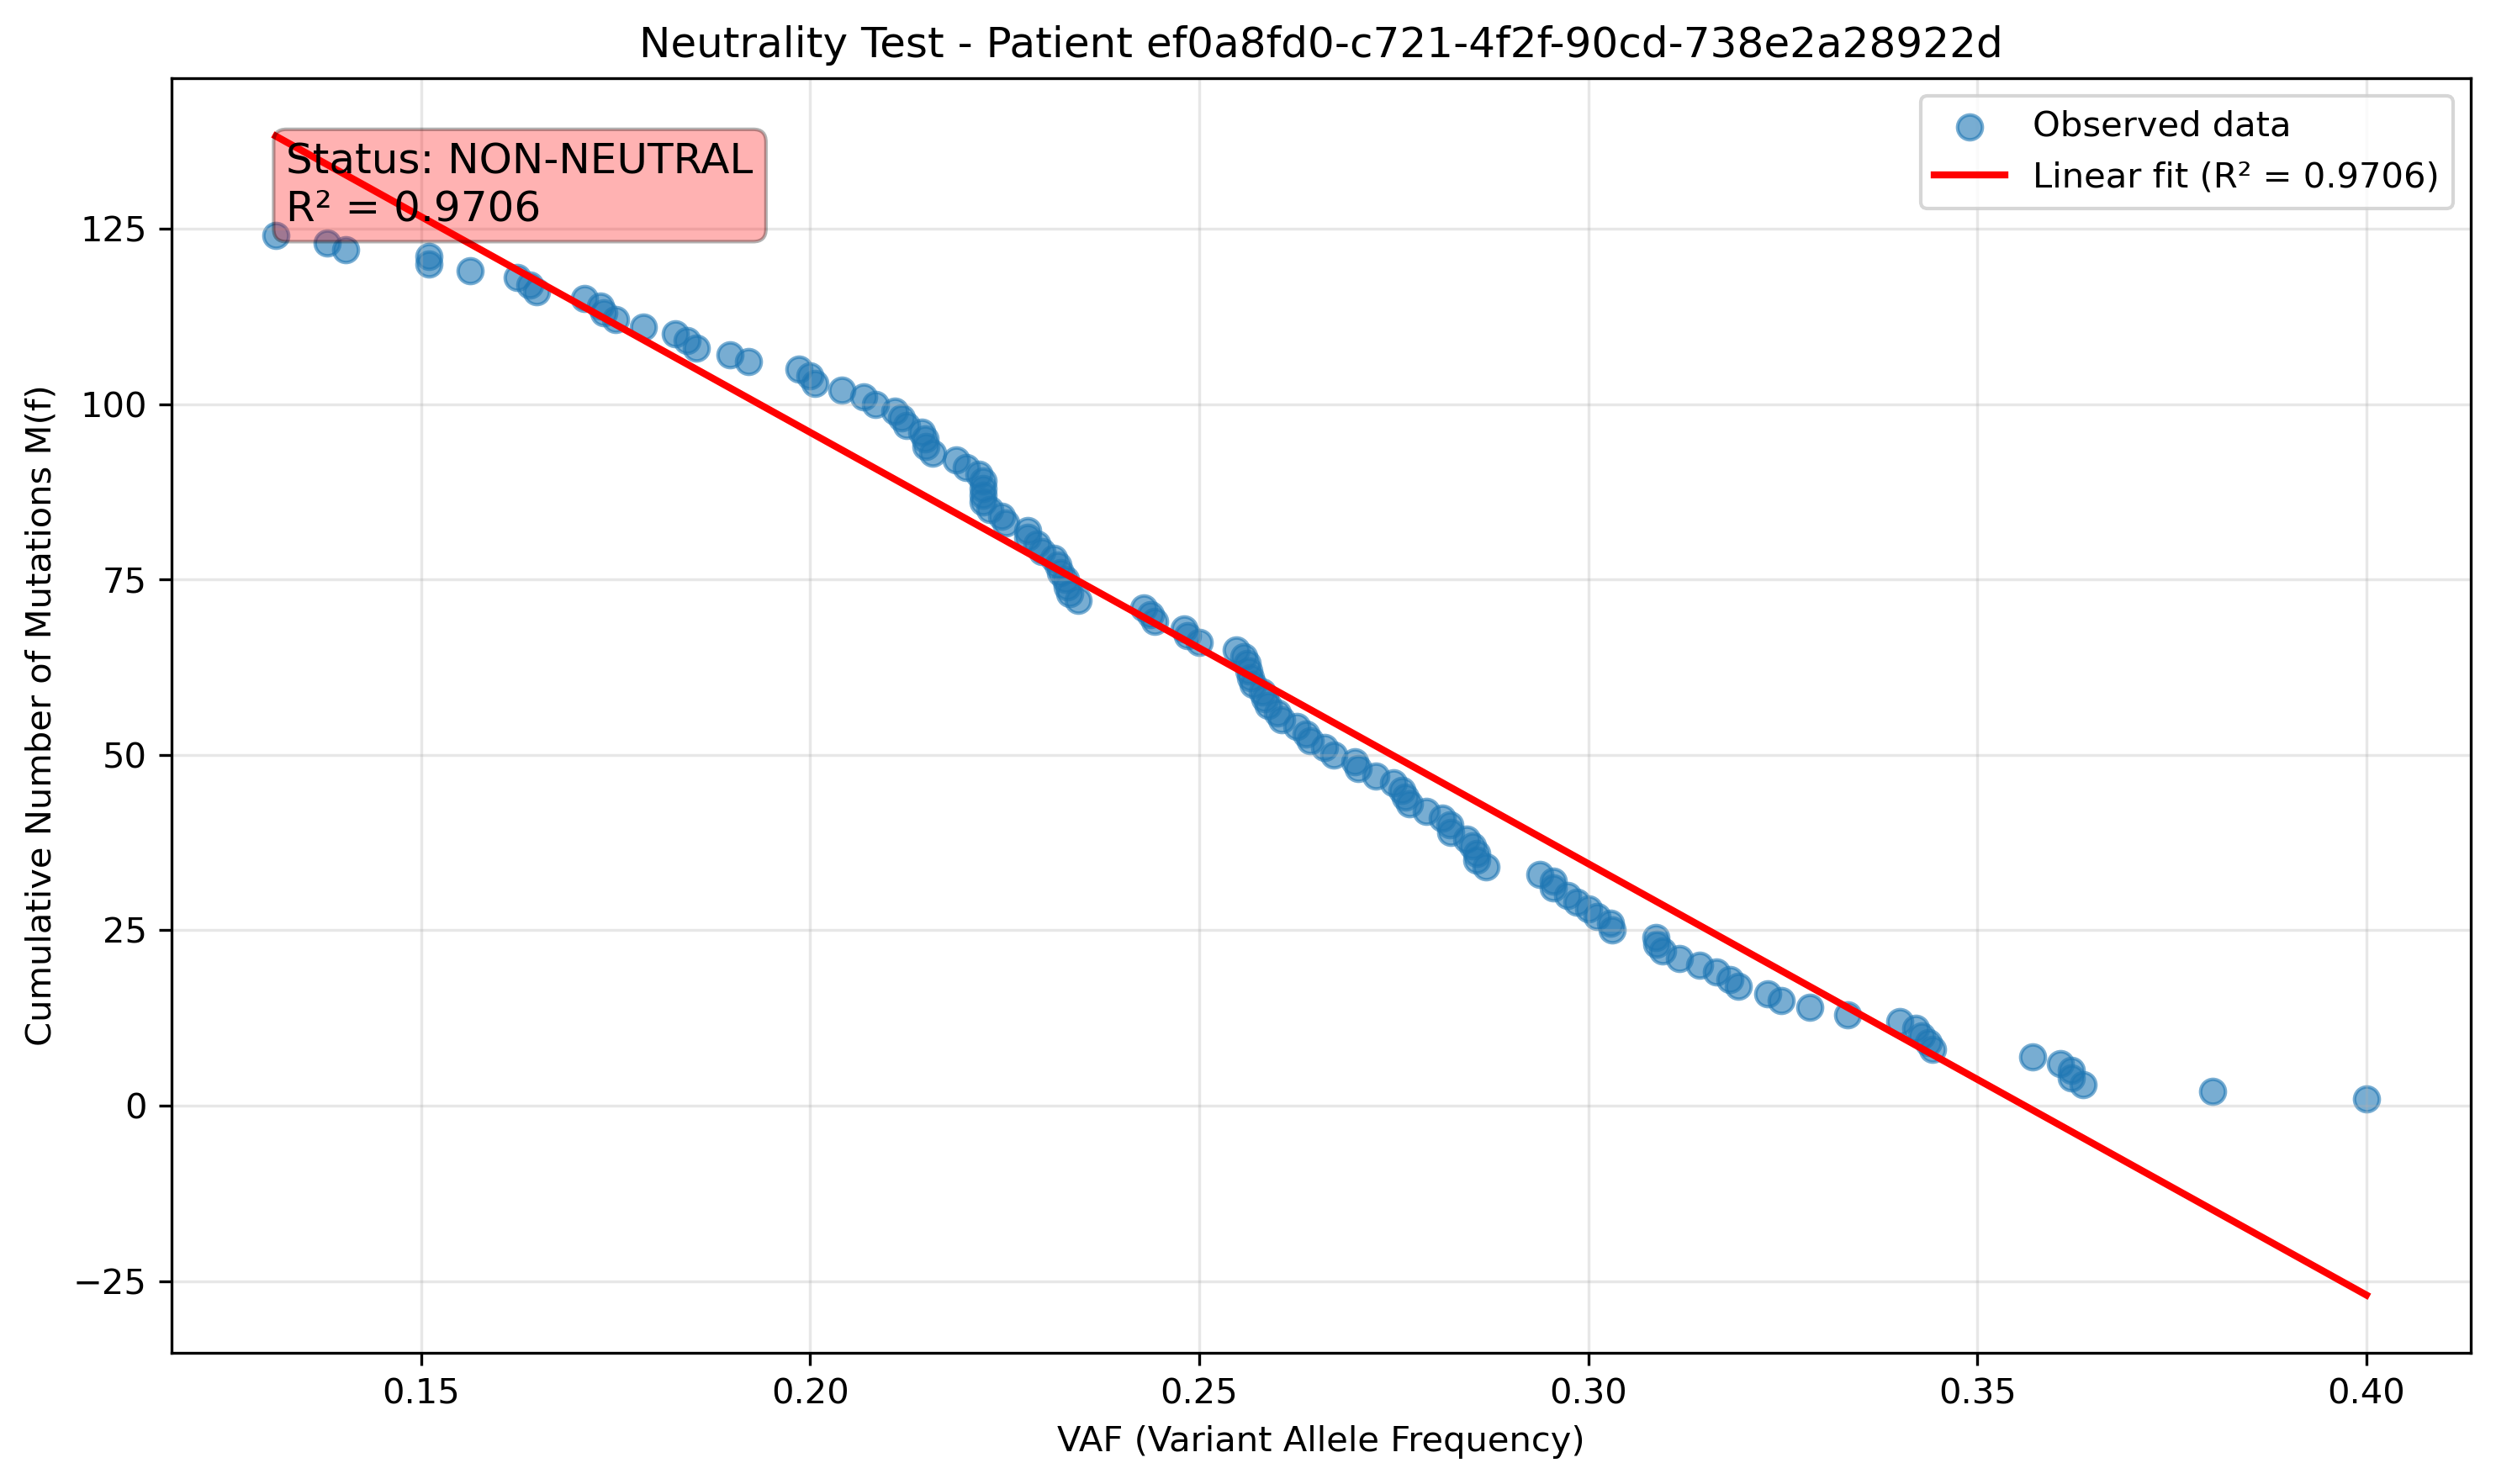 Neutrality Test - Patient ef0a8fd0-c721-4f2f-90cd-738e2a28922d
Status: NON-NEUTRAL
R² = 0.9706
Observed data
Linear fit (R² = 0.9706)
Cumulative Number of Mutations M(f)
125
100
75
50
25
0
−25
0.15 0.20 0.25 0.30 0.35 0.40
VAF (Variant Allele Frequency)